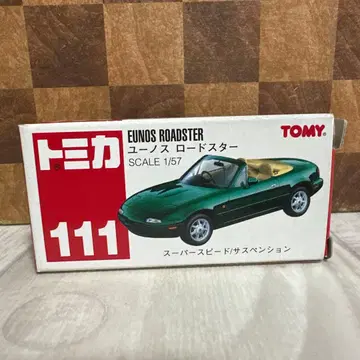 トミカ
111
EUNOS ROADSTER
ユーノス ロードスター
SCALE 1/57
TOMY
スーパースピード/サスペンション